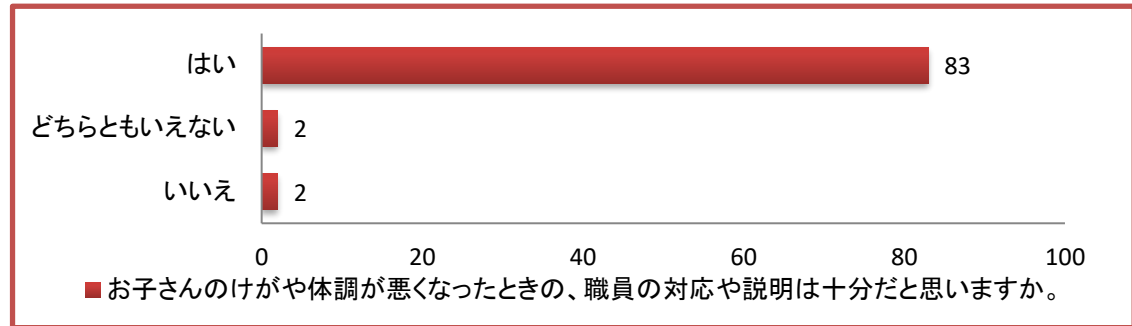 はい 83
どちらともいえない 2
いいえ 2
0 20 40 60 80 100
お子さんのけがや体調が悪くなったときの、職員の対応や説明は十分だと思いますか。